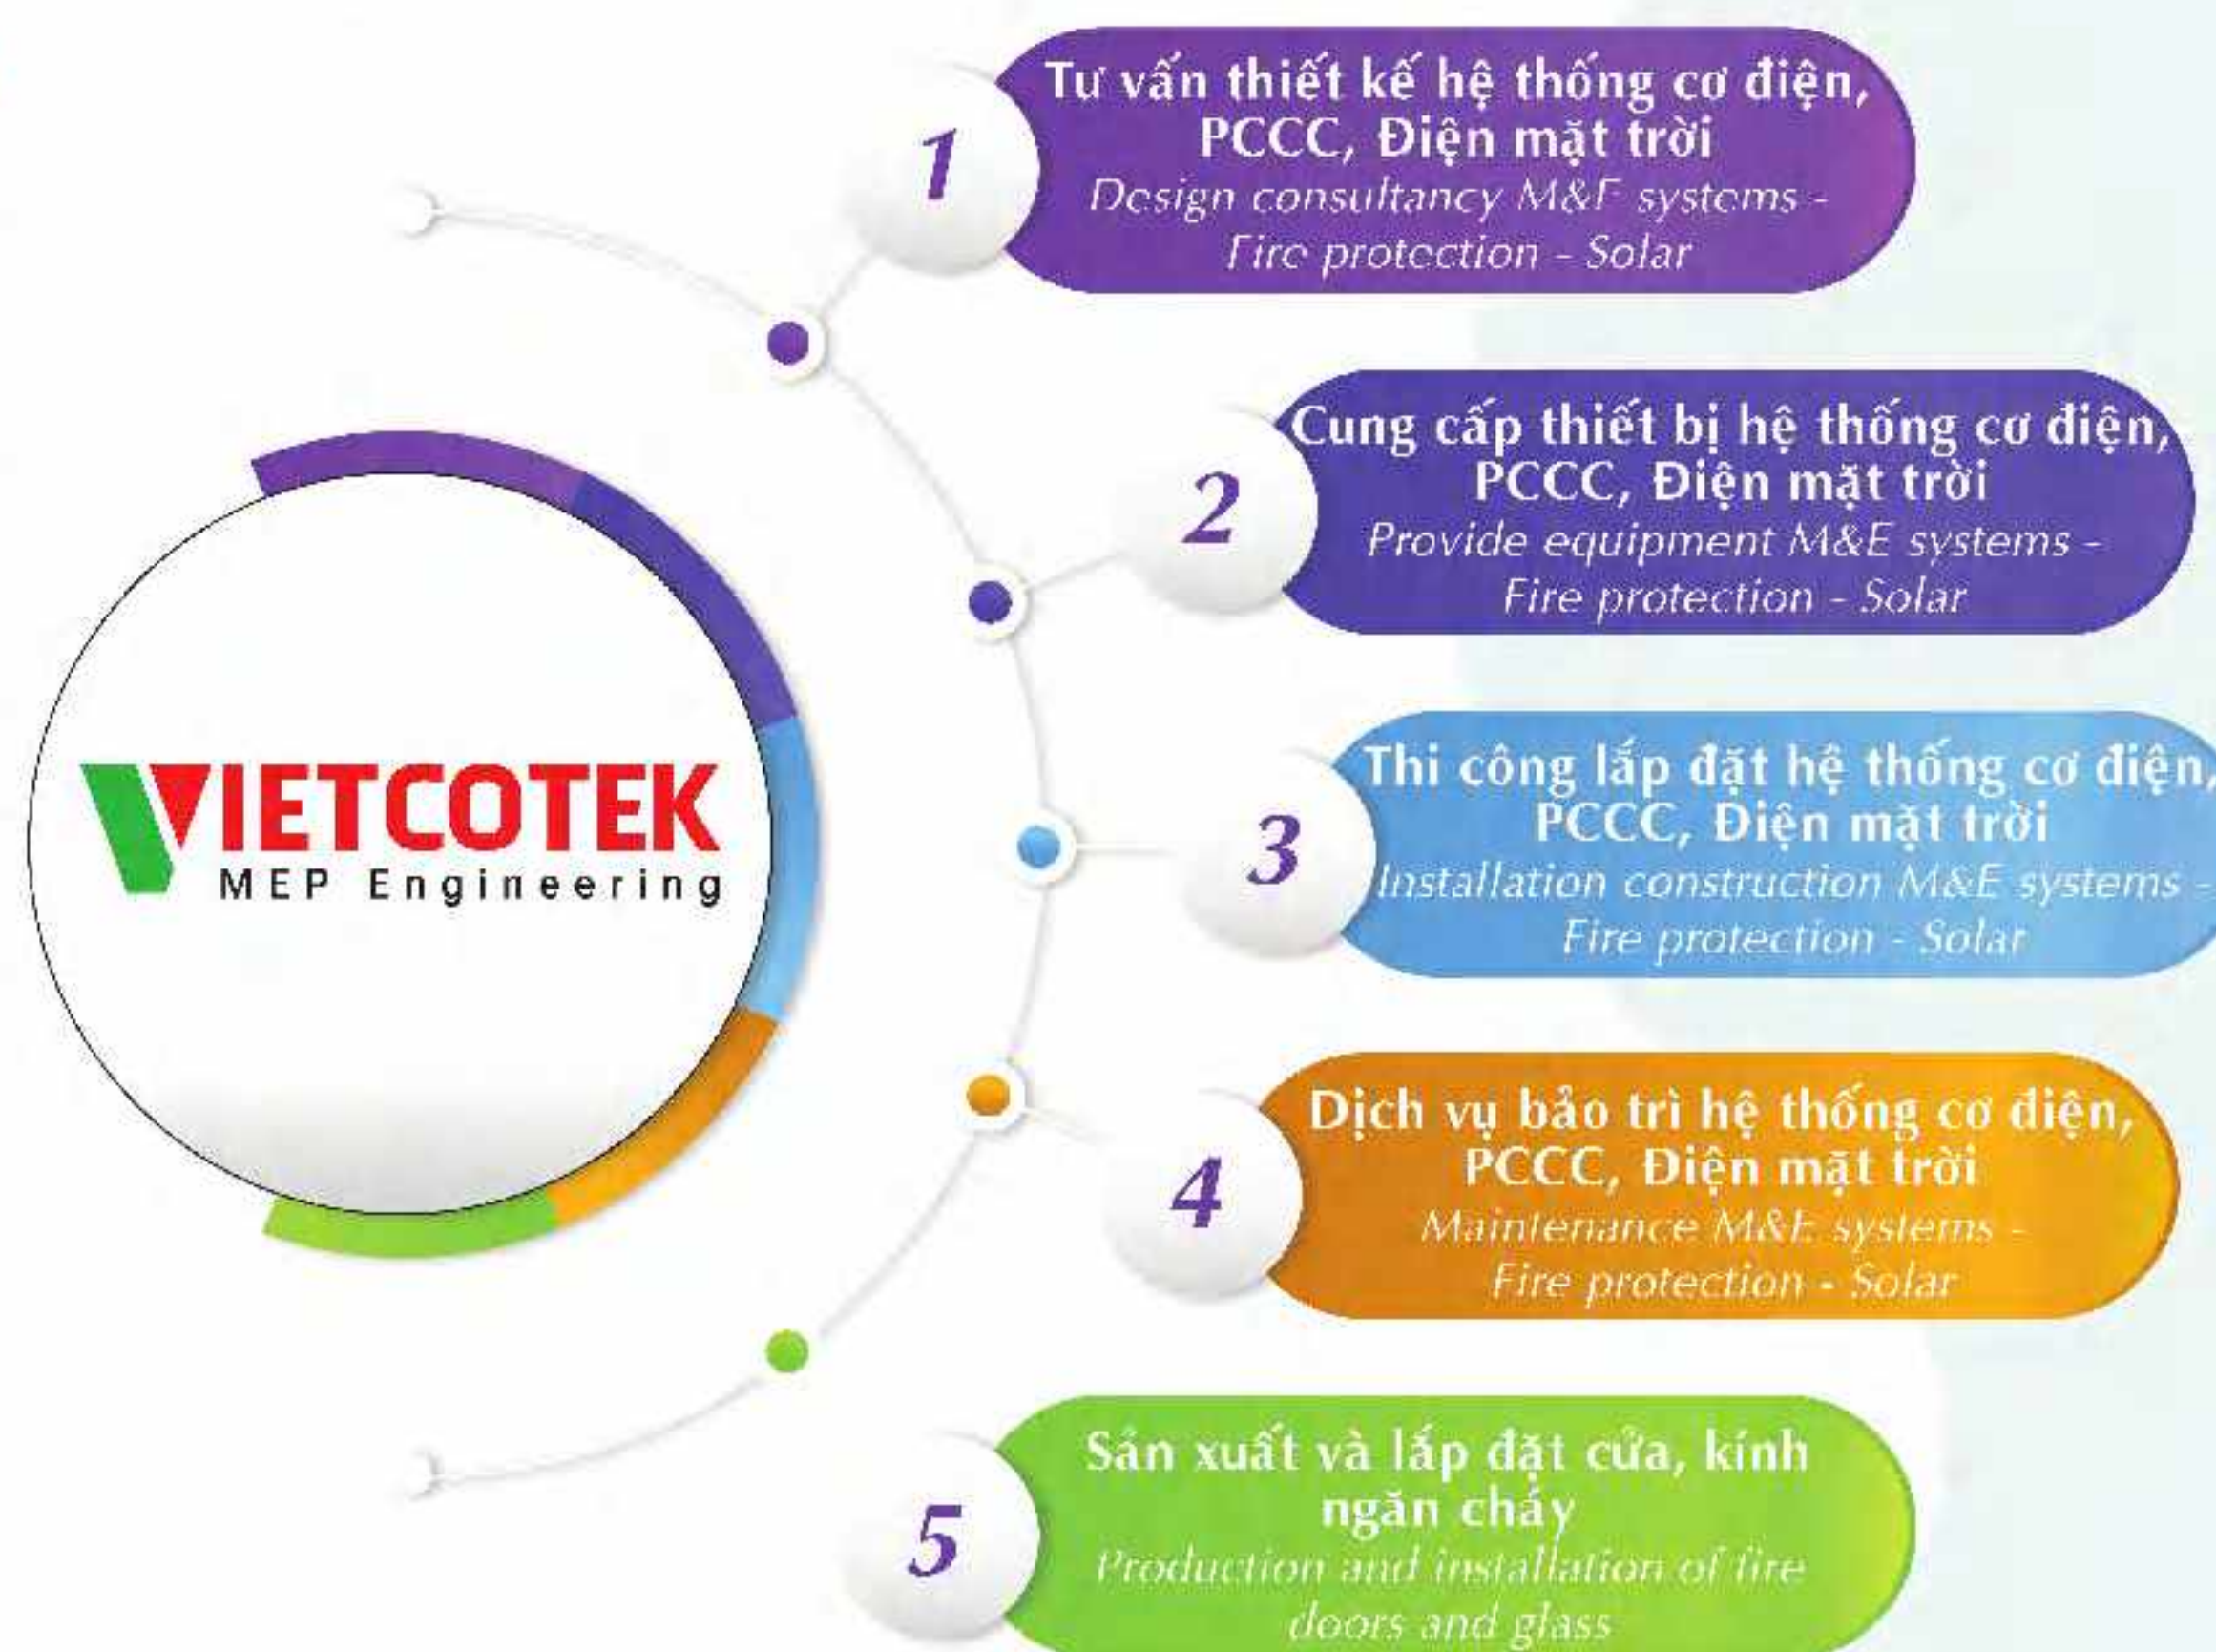 VIETCOTEK
MEP Engineering
1
Tư vấn thiết kế hệ thống cơ điện,
PCCC, Điện mặt trời
Design consultancy M&E systems -
Fire protection - Solar
2
Cung cấp thiết bị hệ thống cơ điện,
PCCC, Điện mặt trời
Provide equipment M&E systems -
Fire protection - Solar
3
Thi công lắp đặt hệ thống cơ điện,
PCCC, Điện mặt trời
Installation construction M&E systems -
Fire protection - Solar
4
Dịch vụ bảo trì hệ thống cơ điện,
PCCC, Điện mặt trời
Maintenance M&E systems -
Fire protection - Solar
5
Sản xuất và lắp đặt cửa, kính
ngăn cháy
Production and installation of fire
doors and glass